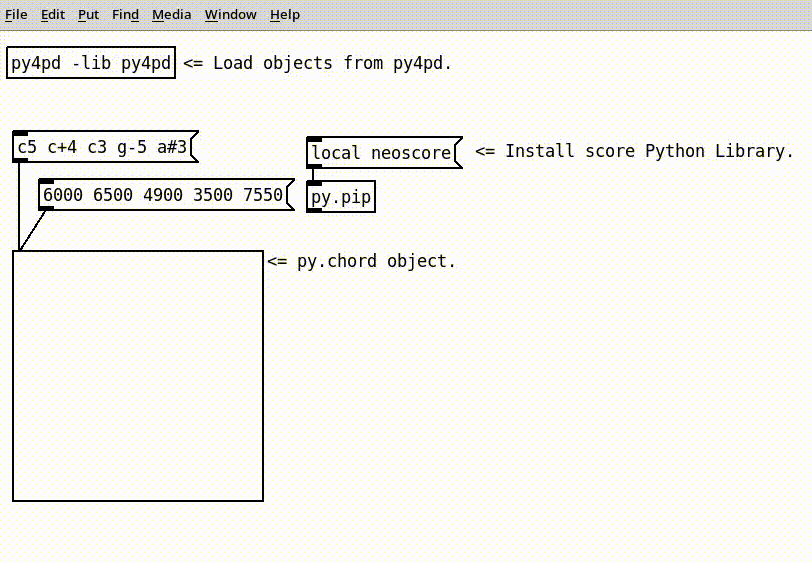 File Edit Put Find Media Window Help
py4pd -lib py4pd <= Load objects from py4pd.
c5 c+4 c3 g-5 a#3
local neoscore <= Install score Python Library.
6000 6500 4900 3500 7550
py.pip
<= py.chord object.